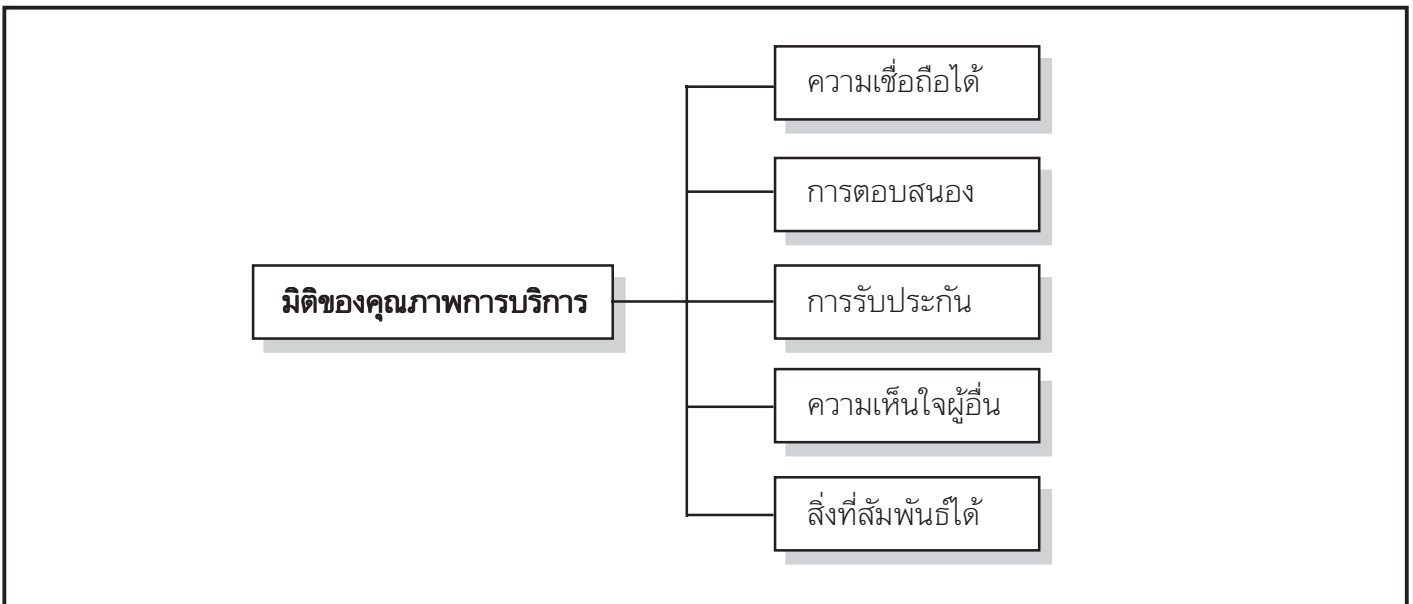 ความเชื่อถือได้
การตอบสนอง
มิติของคุณภาพการบริการ
การรับประกัน
ความเห็นใจผู้อื่น
สิ่งที่สัมพันธ์ได้